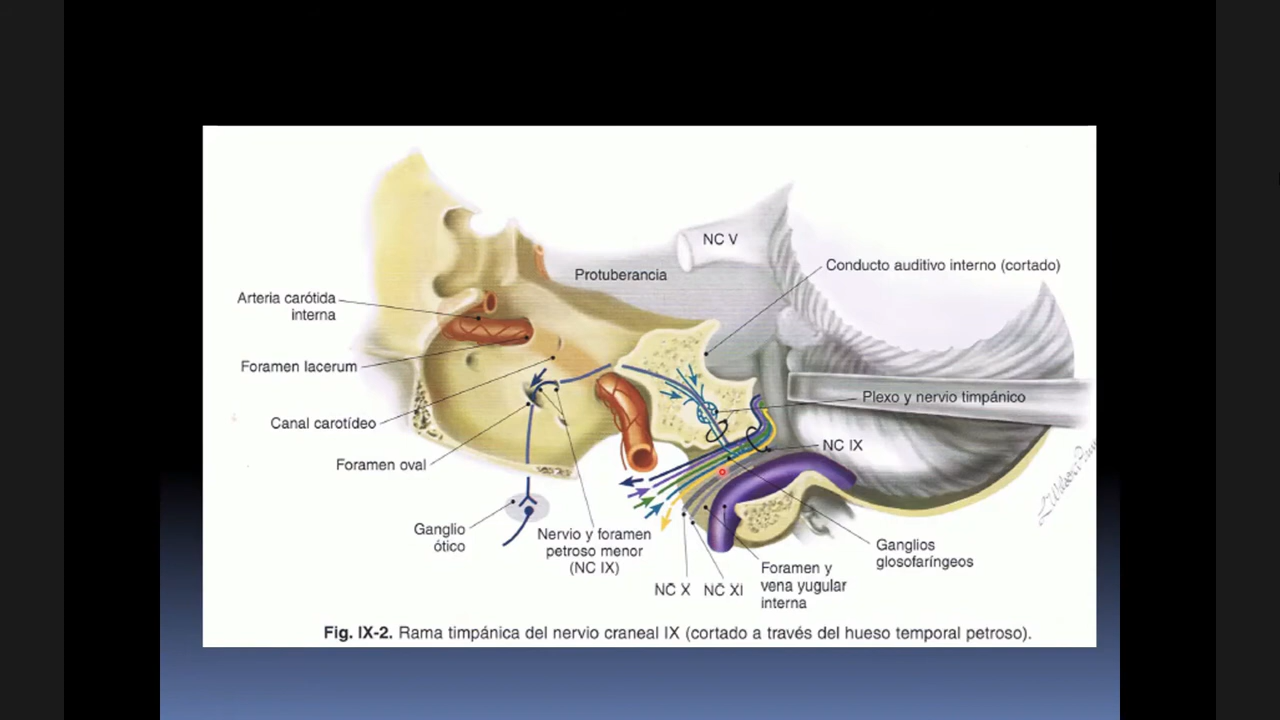 NC V
Conducto auditivo interno (cortado)
Protuberancia
Arteria carótida
interna
Foramen lacerum
Plexo y nervio timpánico
Canal carotídeo
NC IX
Foramen oval
Ganglio
ótico
Nervio y foramen
petroso menor
(NC IX)
Ganglios
glosofaríngeos
NC X
NC XI
Foramen y
vena yugular
interna
Fig. IX-2. Rama timpánica del nervio craneal IX (cortado a través del hueso temporal petroso).